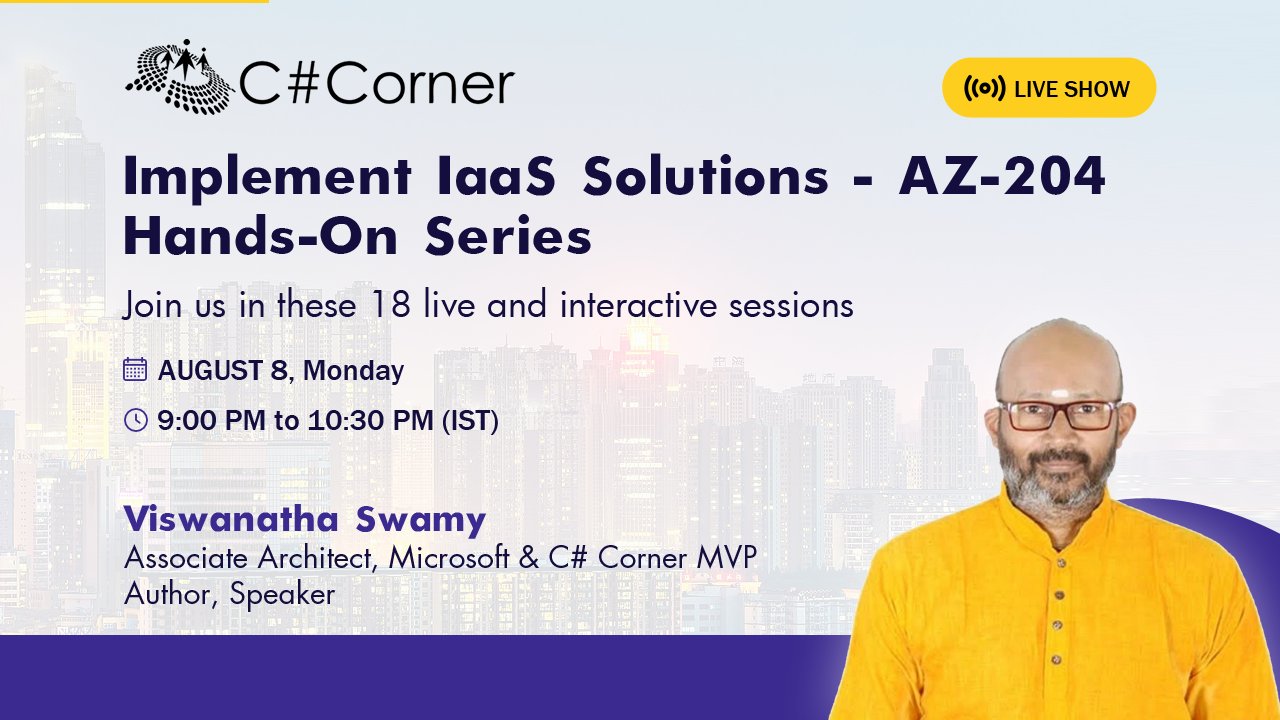 C#Corner
LIVE SHOW
Implement IaaS Solutions - AZ-204
Hands-On Series
Join us in these 18 live and interactive sessions
AUGUST 8, Monday
9:00 PM to 10:30 PM (IST)
Viswanatha Swamy
Associate Architect, Microsoft & C# Corner MVP
Author, Speaker